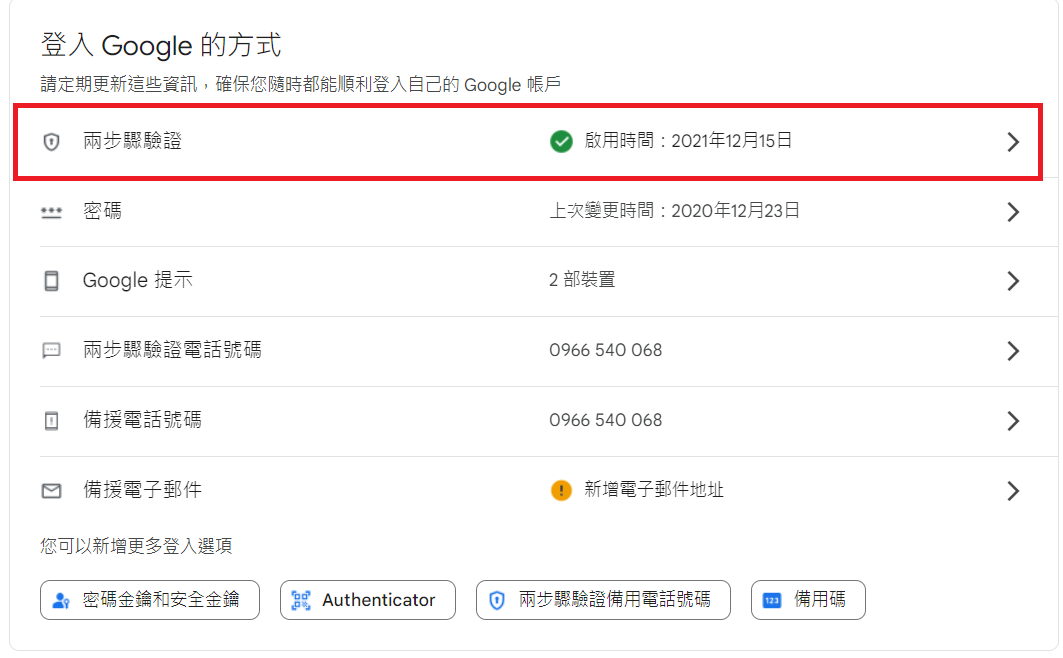 登入 Google 的方式
請定期更新這些資訊，確保您隨時都能順利登入自己的 Google 帳戶
兩步驟驗證 啟用時間：2021年12月15日
密碼 上次變更時間：2020年12月23日
Google 提示 2 部裝置
兩步驟驗證電話號碼 0966 540 068
備援電話號碼 0966 540 068
備援電子郵件 新增電子郵件地址
您可以新增更多登入選項
密碼金鑰和安全金鑰 Authenticator 兩步驟驗證備用電話號碼 123 備用碼